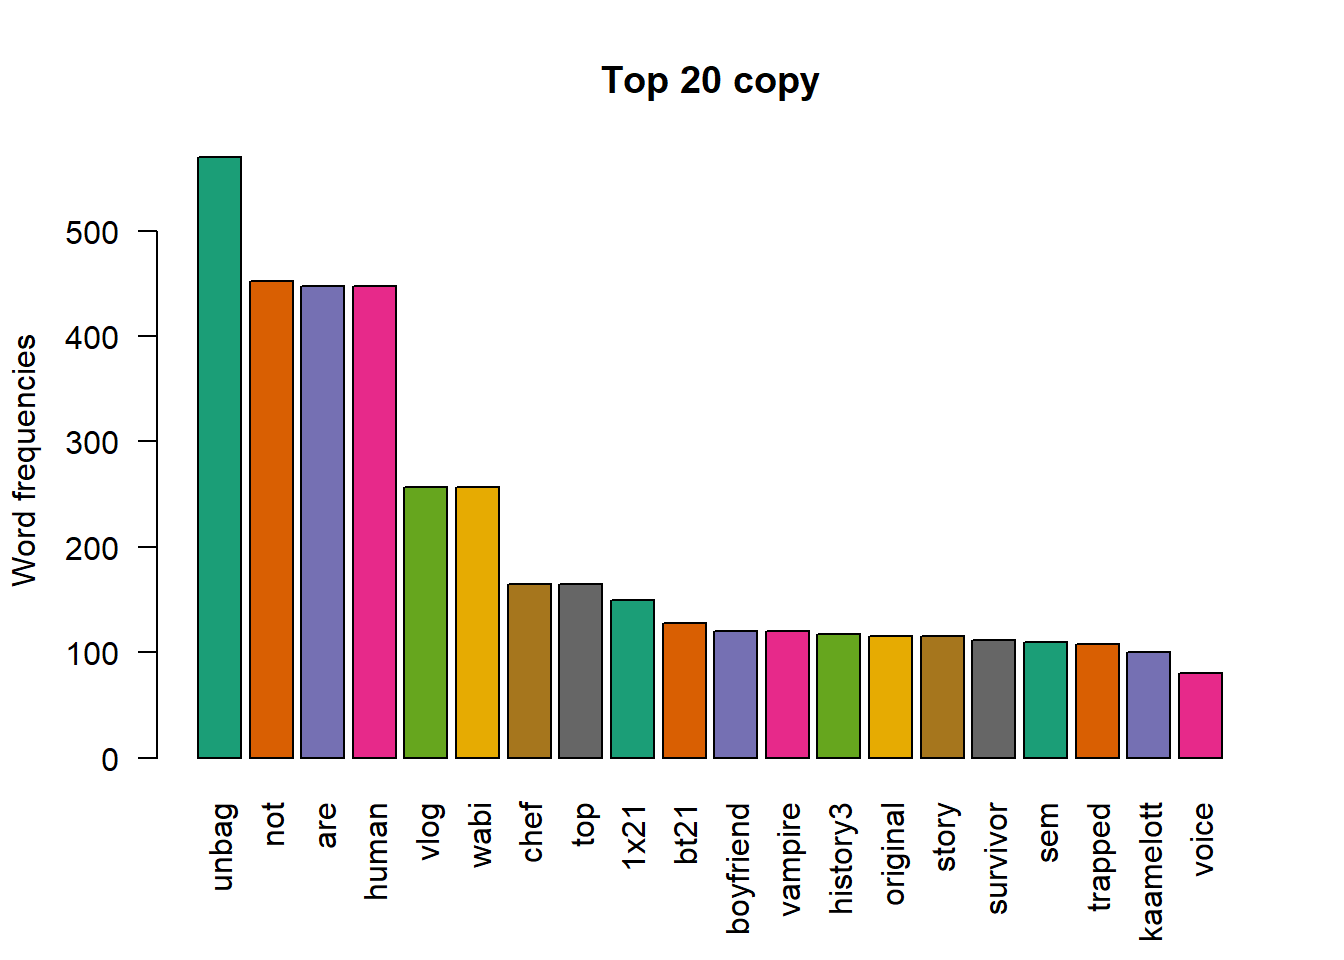 Top 20 copy
Word frequencies
500
400
300
200
100
0
unbag
not
are
human
vlog
wabi
chef
top
1x21
bt21
boyfriend
vampire
history3
original
story
survivor
sem
trapped
kaamelott
voice